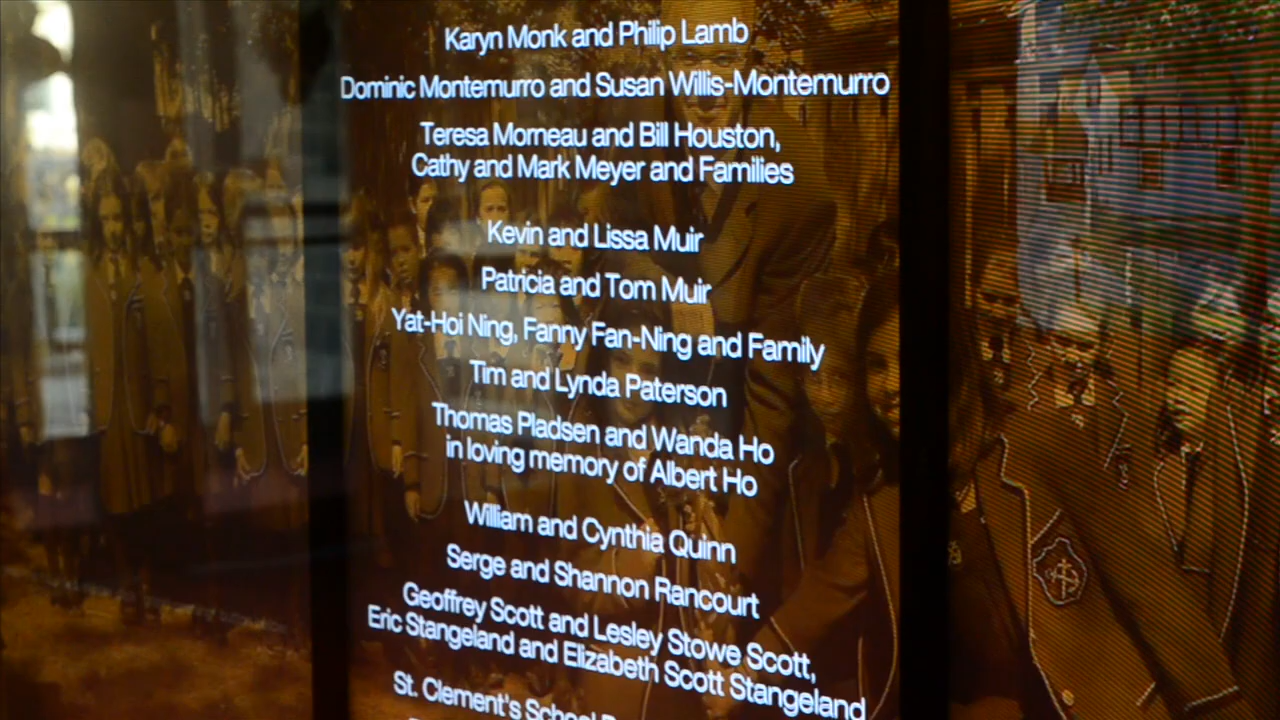 Karyn Monk and Philip Lamb
Dominic Montemurro and Susan Willis-Montemurro
Teresa Morneau and Bill Houston,
Cathy and Mark Meyer and Families
Kevin and Lissa Muir
Patricia and Tom Muir
Yat-Hoi Ning, Fanny Fan-Ning and Family
Tim and Lynda Paterson
Thomas Pladsen and Wanda Ho
in loving memory of Albert Ho
William and Cynthia Quinn
Serge and Shannon Rancourt
Geoffrey Scott and Lesley Stowe Scott,
Eric Stangeland and Elizabeth Scott Stangeland
St. Clement's School